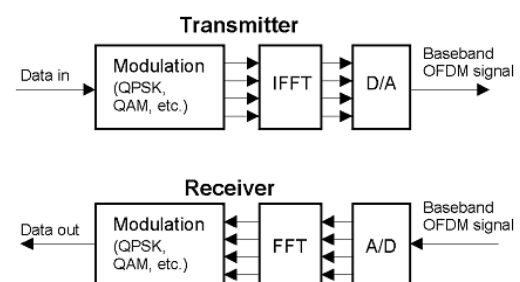 Transmitter
Data in
Modulation
(QPSK,
QAM, etc.)
IFFT
D/A
Baseband
OFDM signal
Receiver
Data out
Modulation
(QPSK,
QAM, etc.)
FFT
A/D
Baseband
OFDM signal